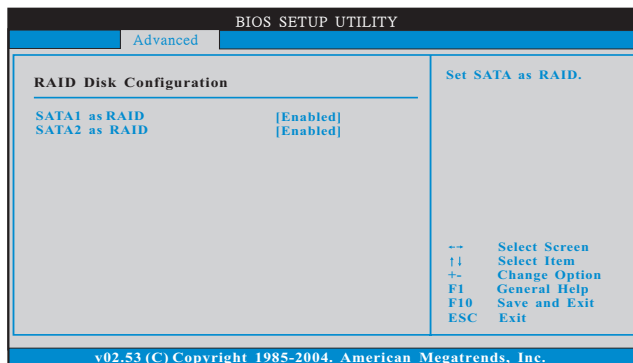 BIOS SETUP UTILITY
Advanced
RAID Disk Configuration
SATA1 as RAID [Enabled]
SATA2 as RAID [Enabled]
Set SATA as RAID.
←→ Select Screen
↑↓ Select Item
+- Change Option
F1 General Help
F10 Save and Exit
ESC Exit
v02.53 (C) Copyright 1985-2004, American Megatrends, Inc.